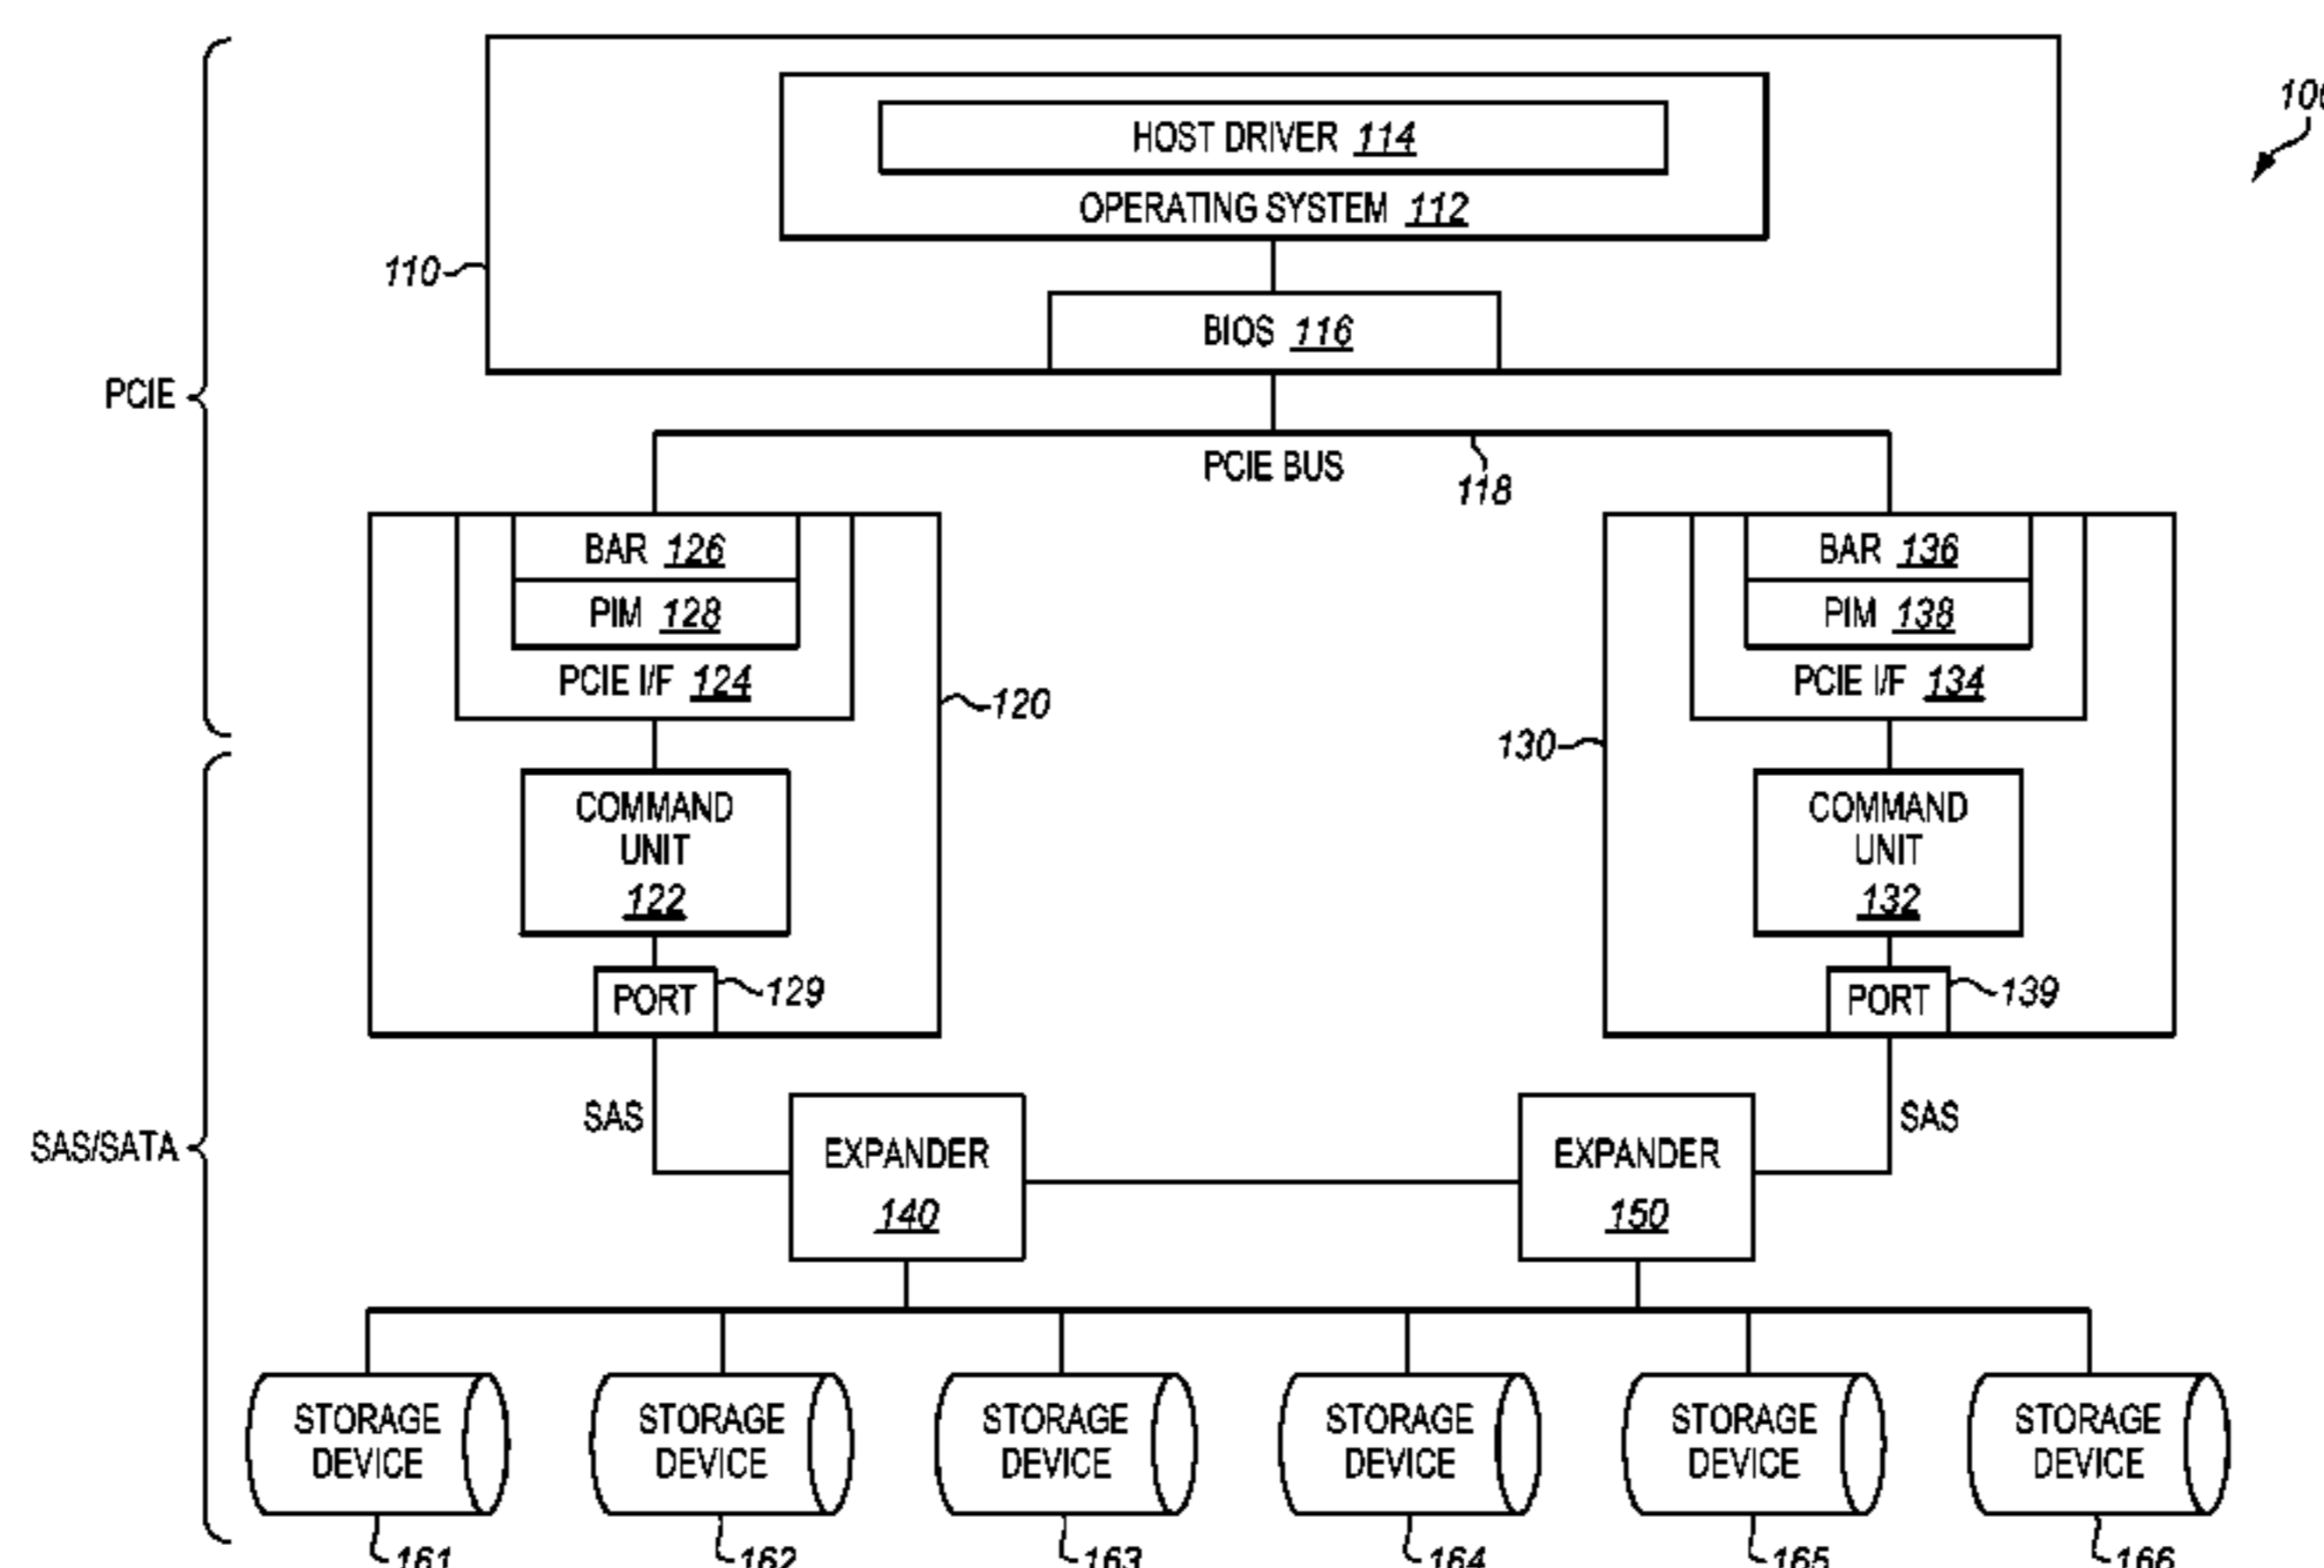 100
HOST DRIVER 114
OPERATING SYSTEM 112
110
BIOS 116
PCIE
PCIE BUS
118
BAR 126
PIM 128
PCIE I/F 124
120
COMMAND
UNIT
122
PORT
129
BAR 136
PIM 138
PCIE I/F 134
130
COMMAND
UNIT
132
PORT
139
SAS/SATA
SAS
EXPANDER
140
EXPANDER
150
SAS
STORAGE
DEVICE
161
STORAGE
DEVICE
162
STORAGE
DEVICE
163
STORAGE
DEVICE
164
STORAGE
DEVICE
165
STORAGE
DEVICE
166